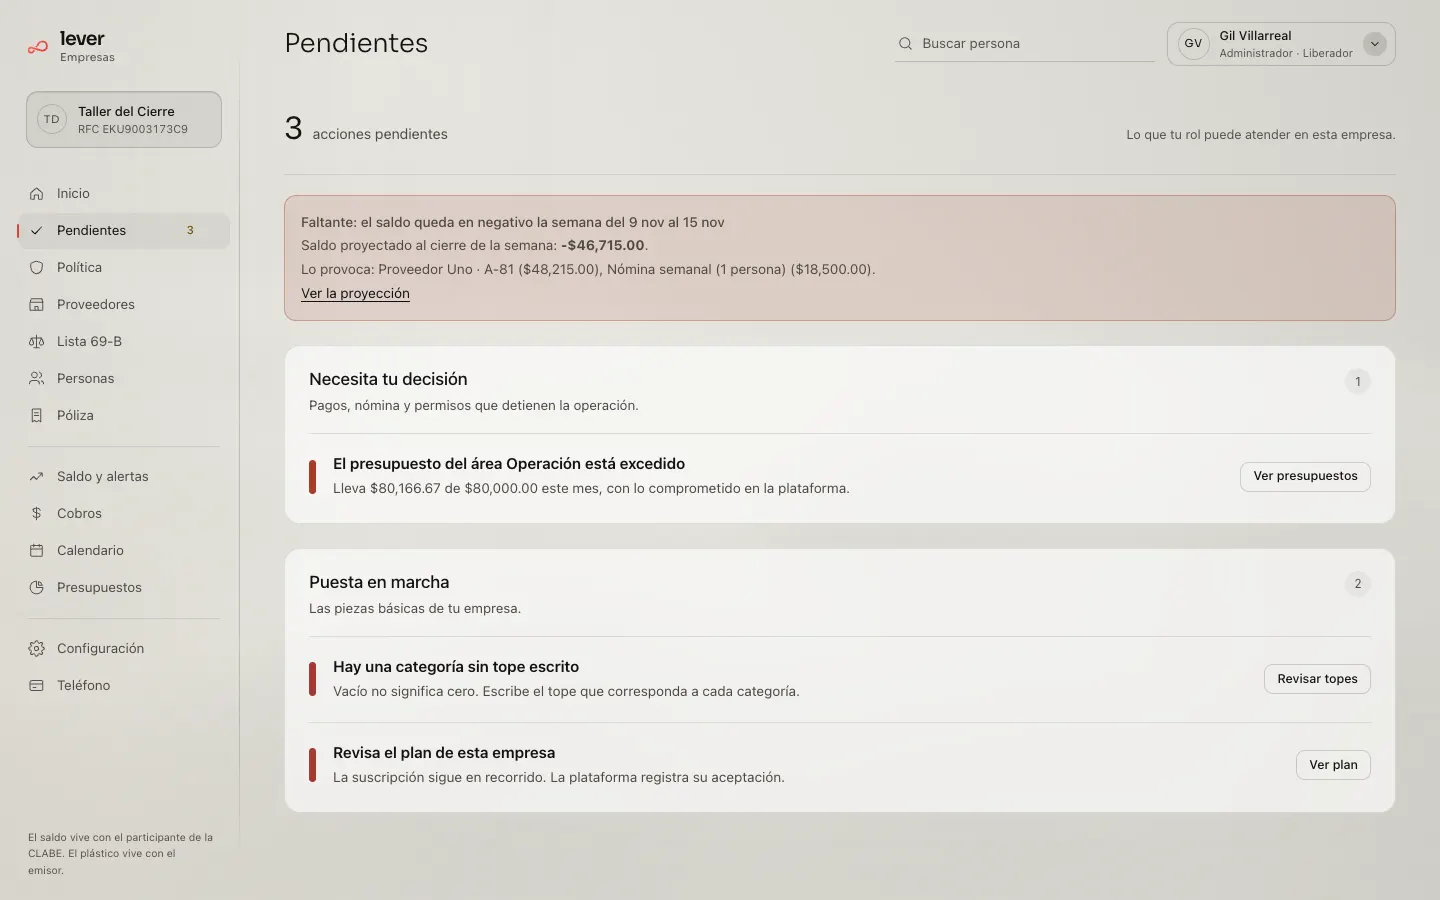 lever
Empresas
TD
Taller del Cierre
RFC EKU9003173C9
Inicio
Pendientes
3
Política
Proveedores
Lista 69-B
Personas
Póliza
Saldo y alertas
Cobros
Calendario
Presupuestos
Configuración
Teléfono
El saldo vive con el participante de la
CLABE. El plástico vive con el
emisor.
Pendientes
Buscar persona
GV
Gil Villarreal
Administrador · Liberador
3 acciones pendientes
Lo que tu rol puede atender en esta empresa.
Faltante: el saldo queda en negativo la semana del 9 nov al 15 nov
Saldo proyectado al cierre de la semana: -$46,715.00.
Lo provoca: Proveedor Uno · A-81 ($48,215.00), Nómina semanal (1 persona) ($18,500.00).
Ver la proyección
Necesita tu decisión
1
Pagos, nómina y permisos que detienen la operación.
El presupuesto del área Operación está excedido
Lleva $80,166.67 de $80,000.00 este mes, con lo comprometido en la plataforma.
Ver presupuestos
Puesta en marcha
2
Las piezas básicas de tu empresa.
Hay una categoría sin tope escrito
Vacío no significa cero. Escribe el tope que corresponda a cada categoría.
Revisar topes
Revisa el plan de esta empresa
La suscripción sigue en recorrido. La plataforma registra su aceptación.
Ver plan